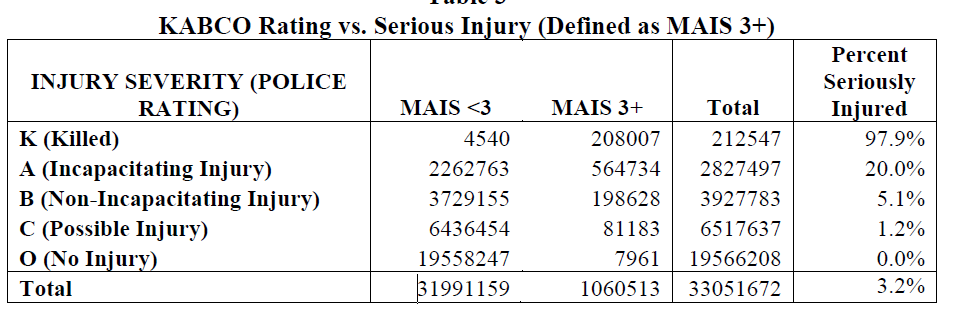 KABCO Rating vs. Serious Injury (Defined as MAIS 3+)
INJURY SEVERITY (POLICE RATING) MAIS <3 MAIS 3+ Total Percent Seriously Injured
K (Killed) 4540 208007 212547 97.9%
A (Incapacitating Injury) 2262763 564734 2827497 20.0%
B (Non-Incapacitating Injury) 3729155 198628 3927783 5.1%
C (Possible Injury) 6436454 81183 6517637 1.2%
O (No Injury) 19558247 7961 19566208 0.0%
Total 31991159 1060513 33051672 3.2%